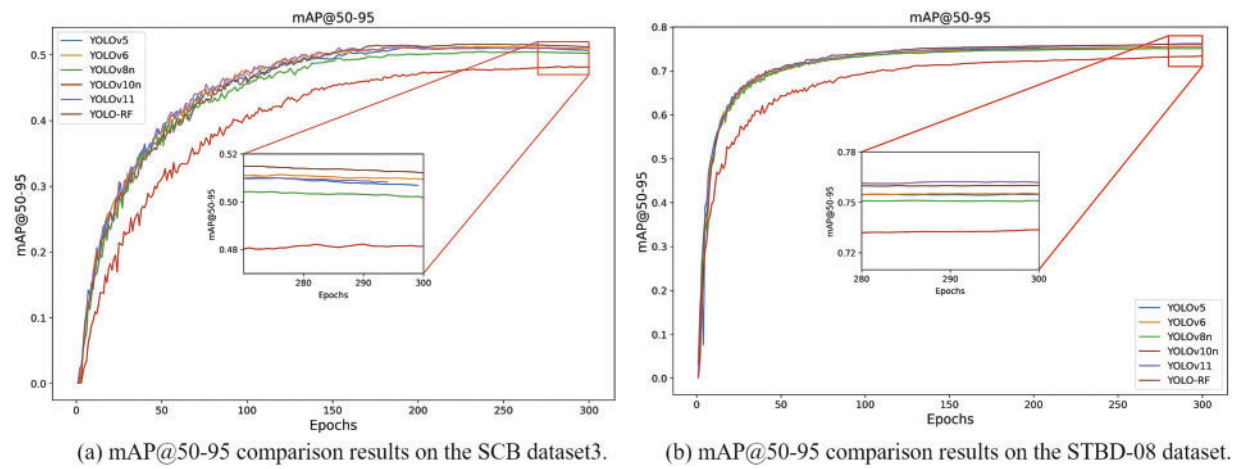 mAP@50-95
YOLOv5
YOLOv6
YOLOv8n
YOLOv10n
YOLOv11
YOLO-RF
0.5
0.4
0.3
0.2
0.1
0.0
mAP@50-95
0.52
0.50
0.48
mAP@50-95
280
290
300
Epochs
0
50
100
150
200
250
300
Epochs
(a) mAP@50-95 comparison results on the SCB dataset3.
mAP@50-95
0.8
0.7
0.6
0.5
0.4
0.3
0.2
0.1
0.0
mAP@50-95
0.78
0.75
0.72
mAP@50-95
280
290
300
Epochs
YOLOv5
YOLOv6
YOLOv8n
YOLOv10n
YOLOv11
YOLO-RF
0
50
100
150
200
250
300
Epochs
(b) mAP@50-95 comparison results on the STBD-08 dataset.